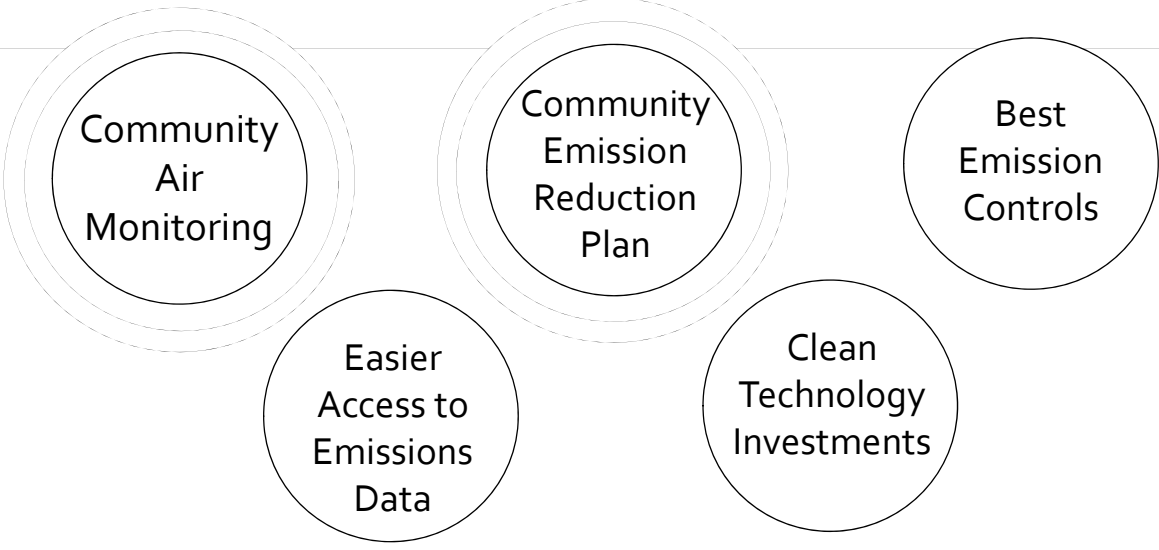 Community
Air
Monitoring
Community
Emission
Reduction
Plan
Best
Emission
Controls
Easier
Access to
Emissions
Data
Clean
Technology
Investments